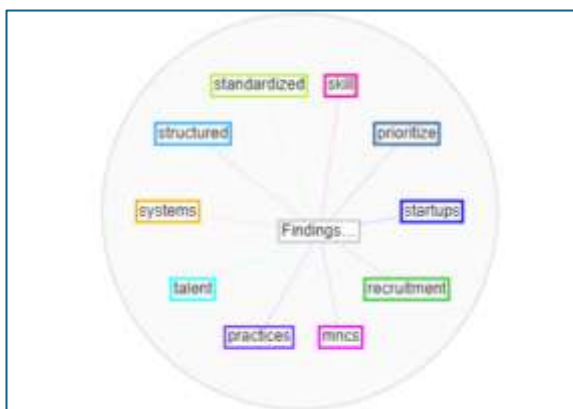 standardized skill
structured prioritize
systems startups
Findings...
talent recruitment
practices mncs